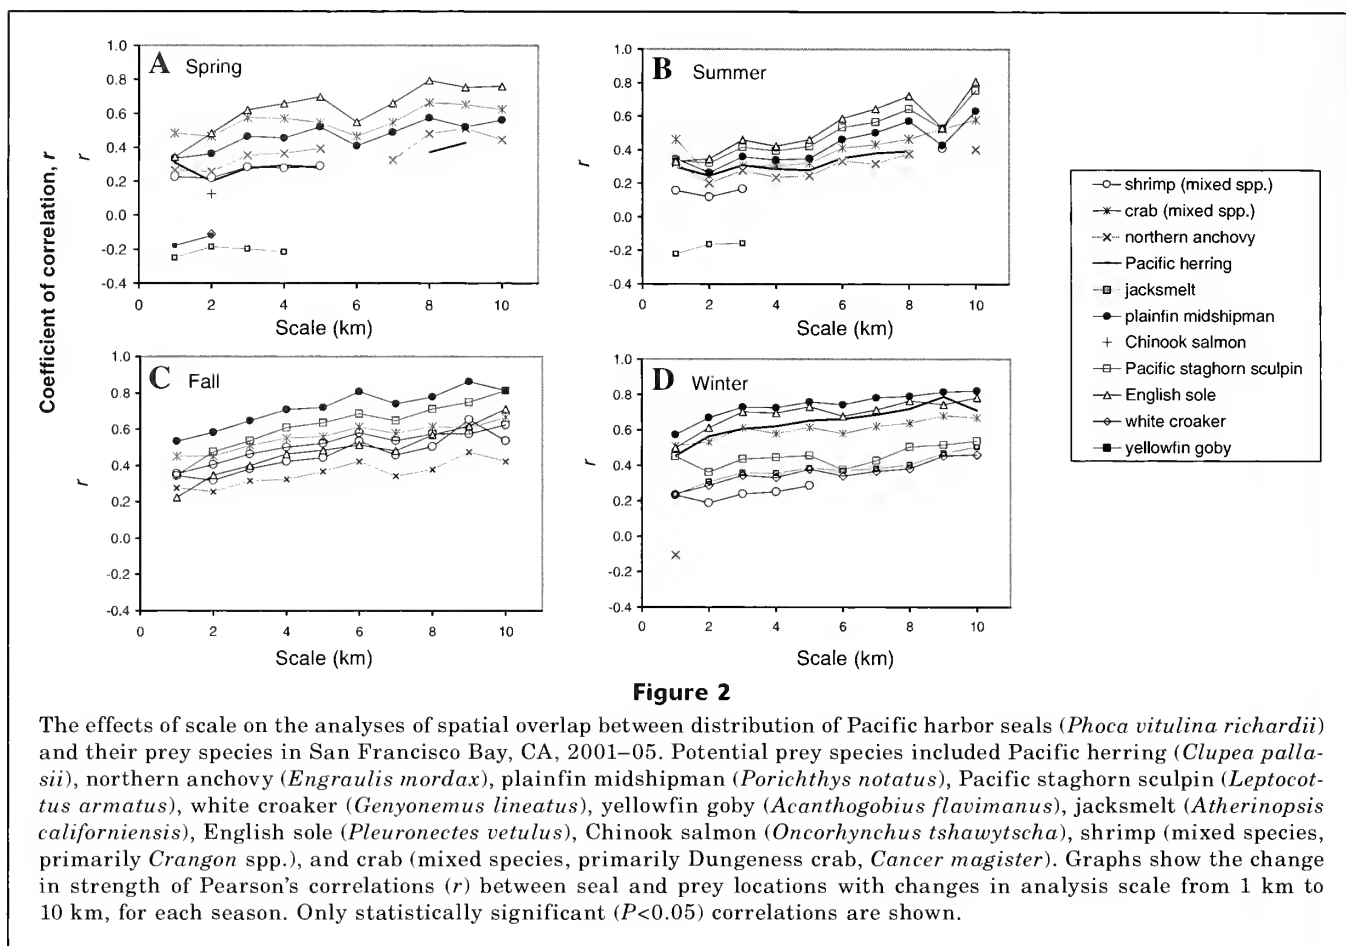 Coefficient of correlation, r
A Spring
r
1.0
0.8
0.6
0.4
0.2
0.0
-0.2
-0.4
0 2 4 6 8 10
Scale (km)
B Summer
r
1.0
0.8
0.6
0.4
0.2
0.0
-0.2
-0.4
0 2 4 6 8 10
Scale (km)
C Fall
r
1.0
0.8
0.6
0.4
0.2
0.0
-0.2
-0.4
0 2 4 6 8 10
Scale (km)
D Winter
r
1.0
0.8
0.6
0.4
0.2
0.0
-0.2
-0.4
0 2 4 6 8 10
Scale (km)
shrimp (mixed spp.)
crab (mixed spp.)
northern anchovy
Pacific herring
jacksmelt
plainfin midshipman
Chinook salmon
Pacific staghorn sculpin
English sole
white croaker
yellowfin goby
Figure 2
The effects of scale on the analyses of spatial overlap between distribution of Pacific harbor seals (Phoca vitulina richardii)
and their prey species in San Francisco Bay, CA, 2001–05. Potential prey species included Pacific herring (Clupea palla-
sii), northern anchovy (Engraulis mordax), plainfin midshipman (Porichthys notatus), Pacific staghorn sculpin (Leptocot-
tus armatus), white croaker (Genyonemus lineatus), yellowfin goby (Acanthogobius flavimanus), jacksmelt (Atherinopsis
californiensis), English sole (Pleuronectes vetulus), Chinook salmon (Oncorhynchus tshawytscha), shrimp (mixed species,
primarily Crangon spp.), and crab (mixed species, primarily Dungeness crab, Cancer magister). Graphs show the change
in strength of Pearson's correlations (r) between seal and prey locations with changes in analysis scale from 1 km to
10 km, for each season. Only statistically significant (P<0.05) correlations are shown.